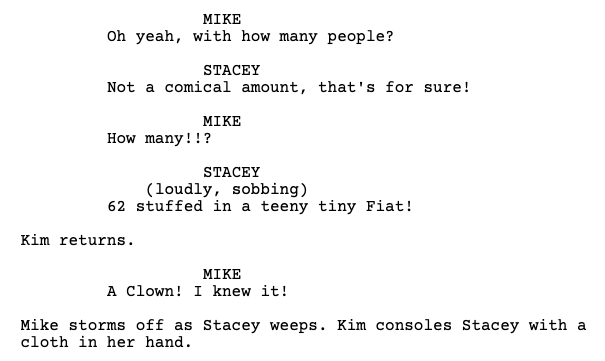 MIKE
Oh yeah, with how many people?
STACEY
Not a comical amount, that's for sure!
MIKE
How many!!?
STACEY
(loudly, sobbing)
62 stuffed in a teeny tiny Fiat!
Kim returns.
MIKE
A Clown! I knew it!
Mike storms off as Stacey weeps. Kim consoles Stacey with a
cloth in her hand.